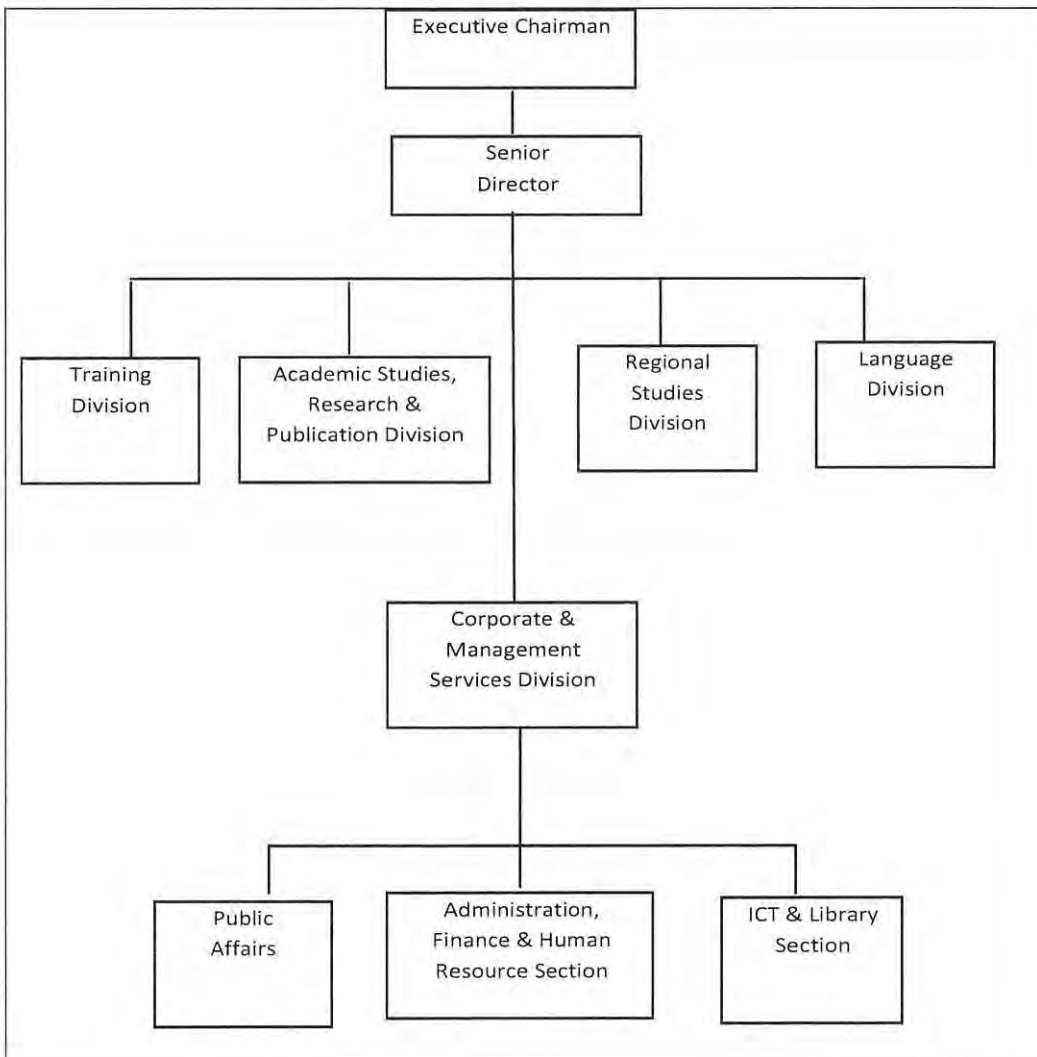 Executive Chairman
Senior
Director
Training
Division
Academic Studies,
Research &
Publication Division
Regional
Studies
Division
Language
Division
Corporate &
Management
Services Division
Public
Affairs
Administration,
Finance & Human
Resource Section
ICT & Library
Section